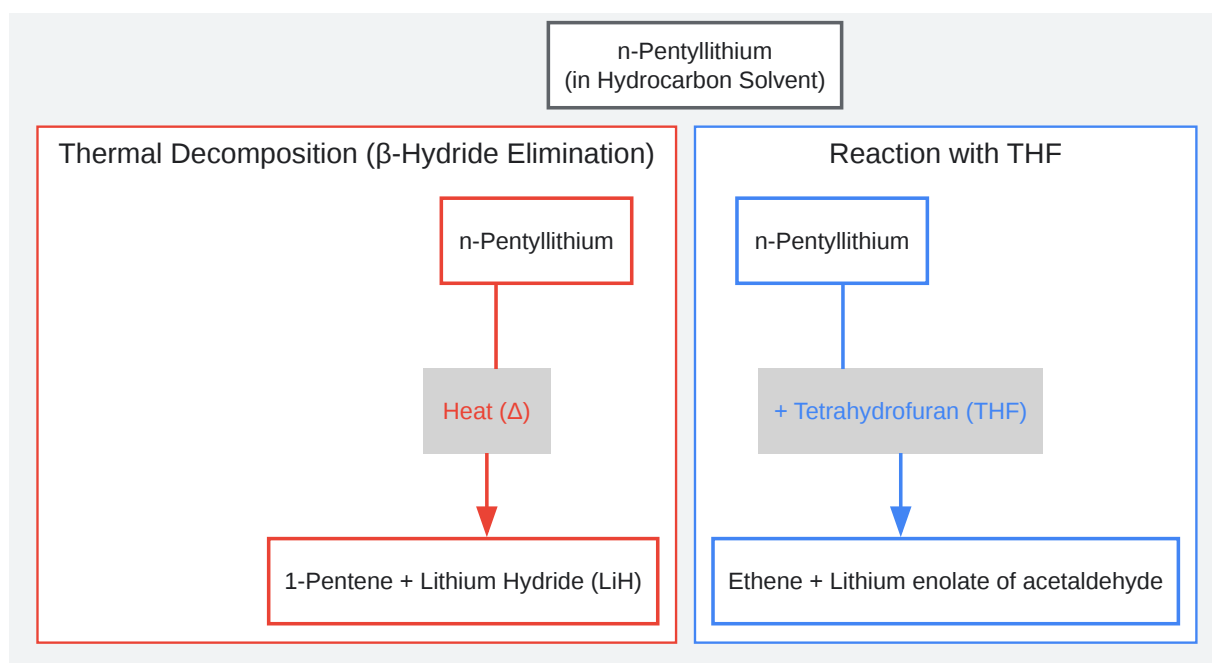 n-Pentyllithium
(in Hydrocarbon Solvent)
Thermal Decomposition (β-Hydride Elimination)
n-Pentyllithium
Heat (Δ)
1-Pentene + Lithium Hydride (LiH)
Reaction with THF
n-Pentyllithium
+ Tetrahydrofuran (THF)
Ethene + Lithium enolate of acetaldehyde